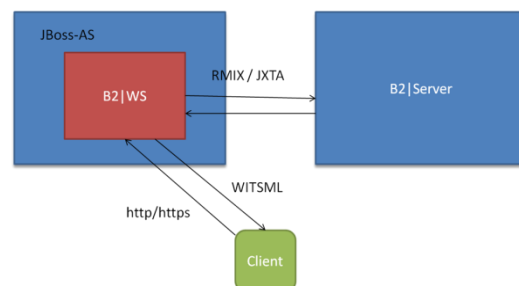 JBoss-AS
B2|WS
RMIX / JXTA
B2|Server
WITSML
http/https
Client